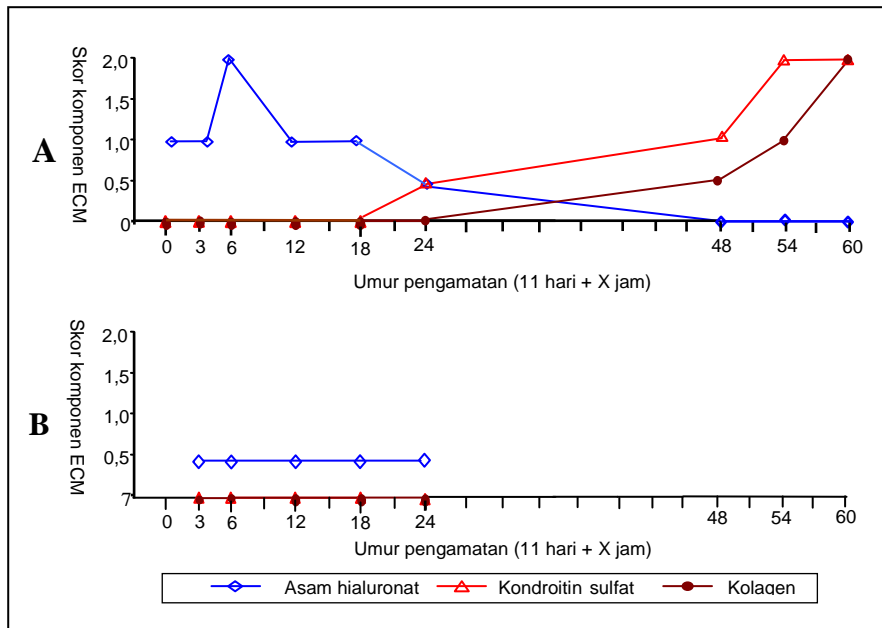 Skor komponen ECM
A
2,0
1,5
1,0
0,5
0
0 3 6 12 18 24 48 54 60
Umur pengamatan (11 hari + X jam)
Skor komponen ECM
B
2,0
1,5
1,0
0,5
7
0 3 6 12 18 24 48 54 60
Umur pengamatan (11 hari + X jam)
Asam hialuronat Kondroitin sulfat Kolagen